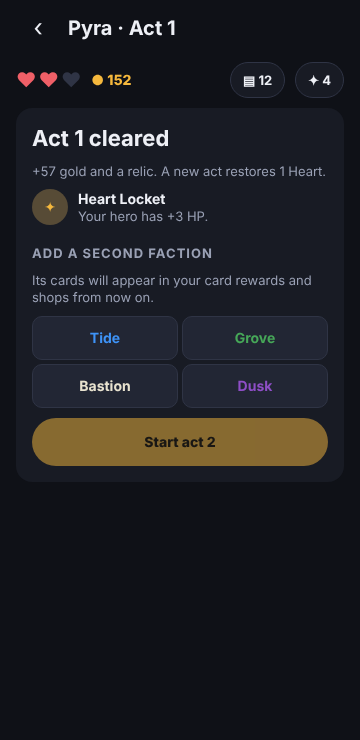 Pyra · Act 1
152
12
4
Act 1 cleared
+57 gold and a relic. A new act restores 1 Heart.
Heart Locket
Your hero has +3 HP.
ADD A SECOND FACTION
Its cards will appear in your card rewards and
shops from now on.
Tide
Grove
Bastion
Dusk
Start act 2